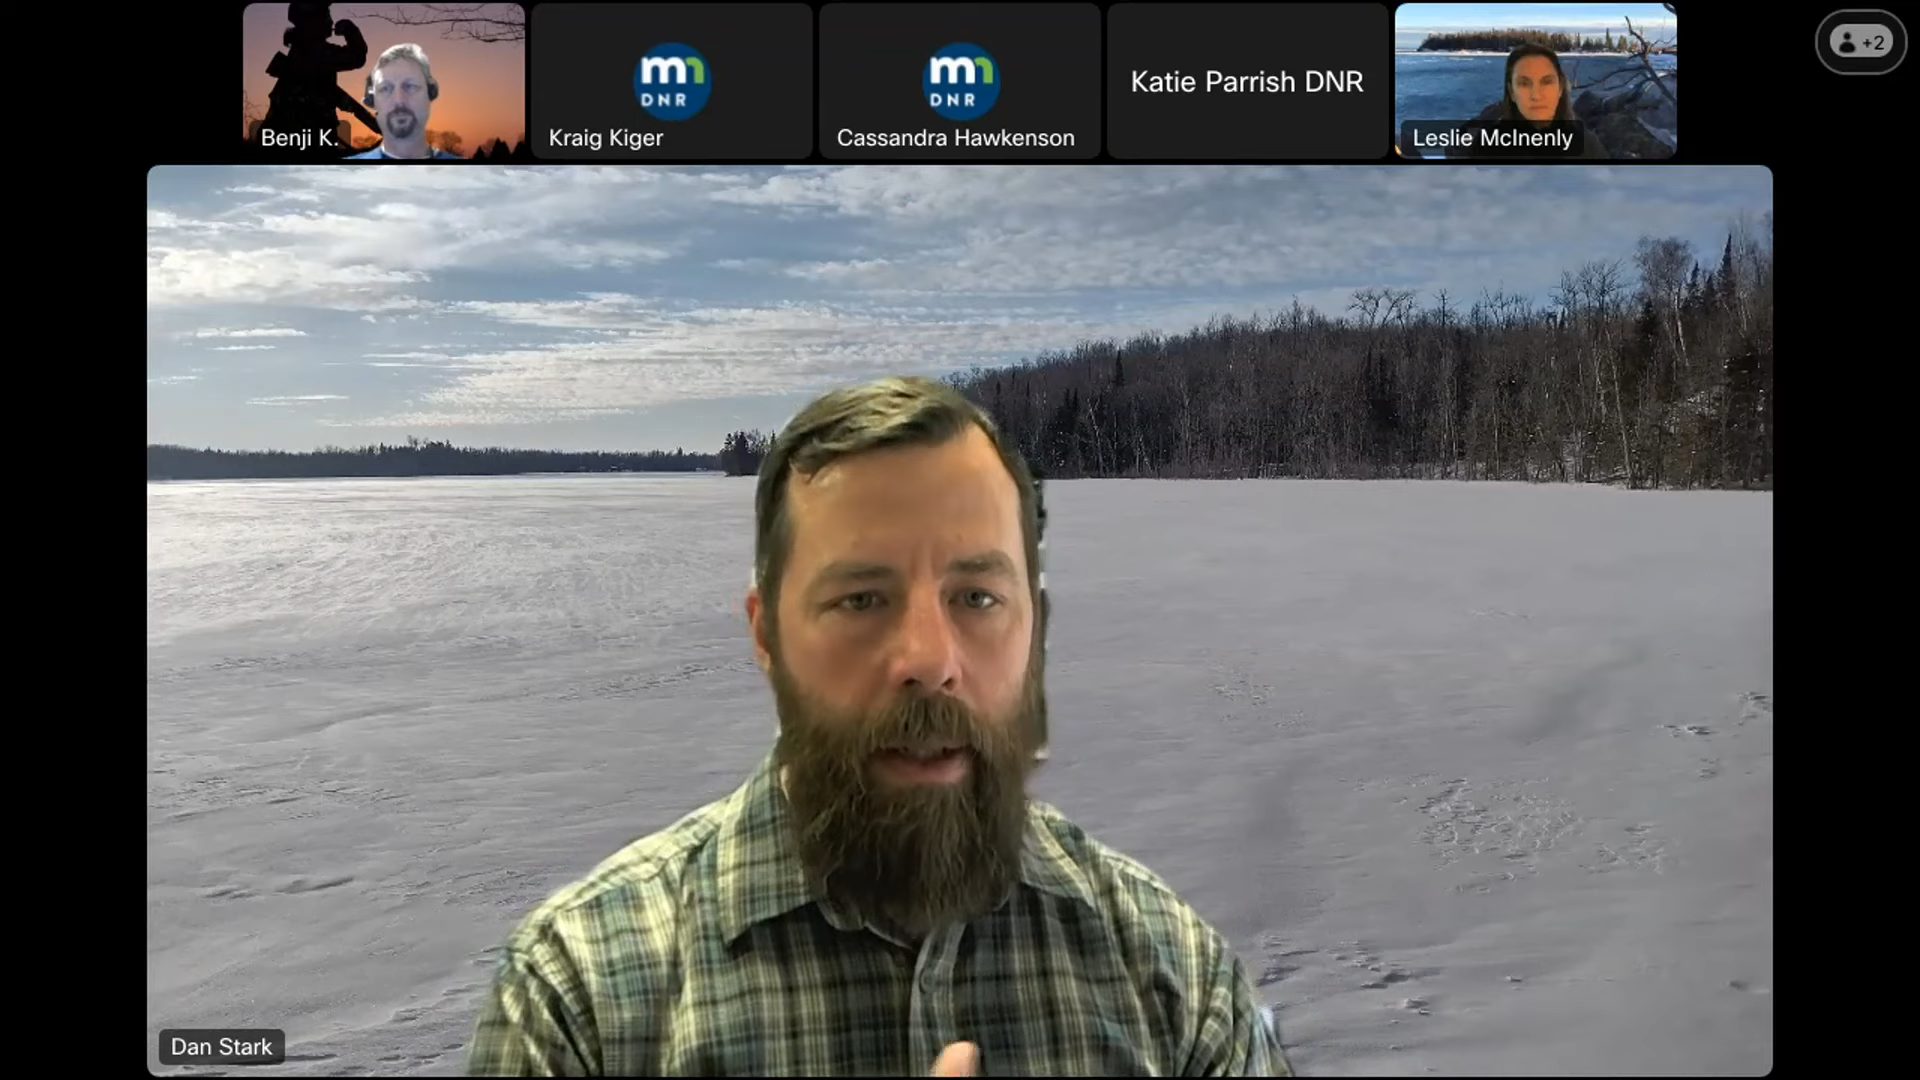 Benji K.
mn
DNR
Kraig Kiger
mn
DNR
Cassandra Hawkenson
Katie Parrish DNR
Leslie McInenly
+2
Dan Stark